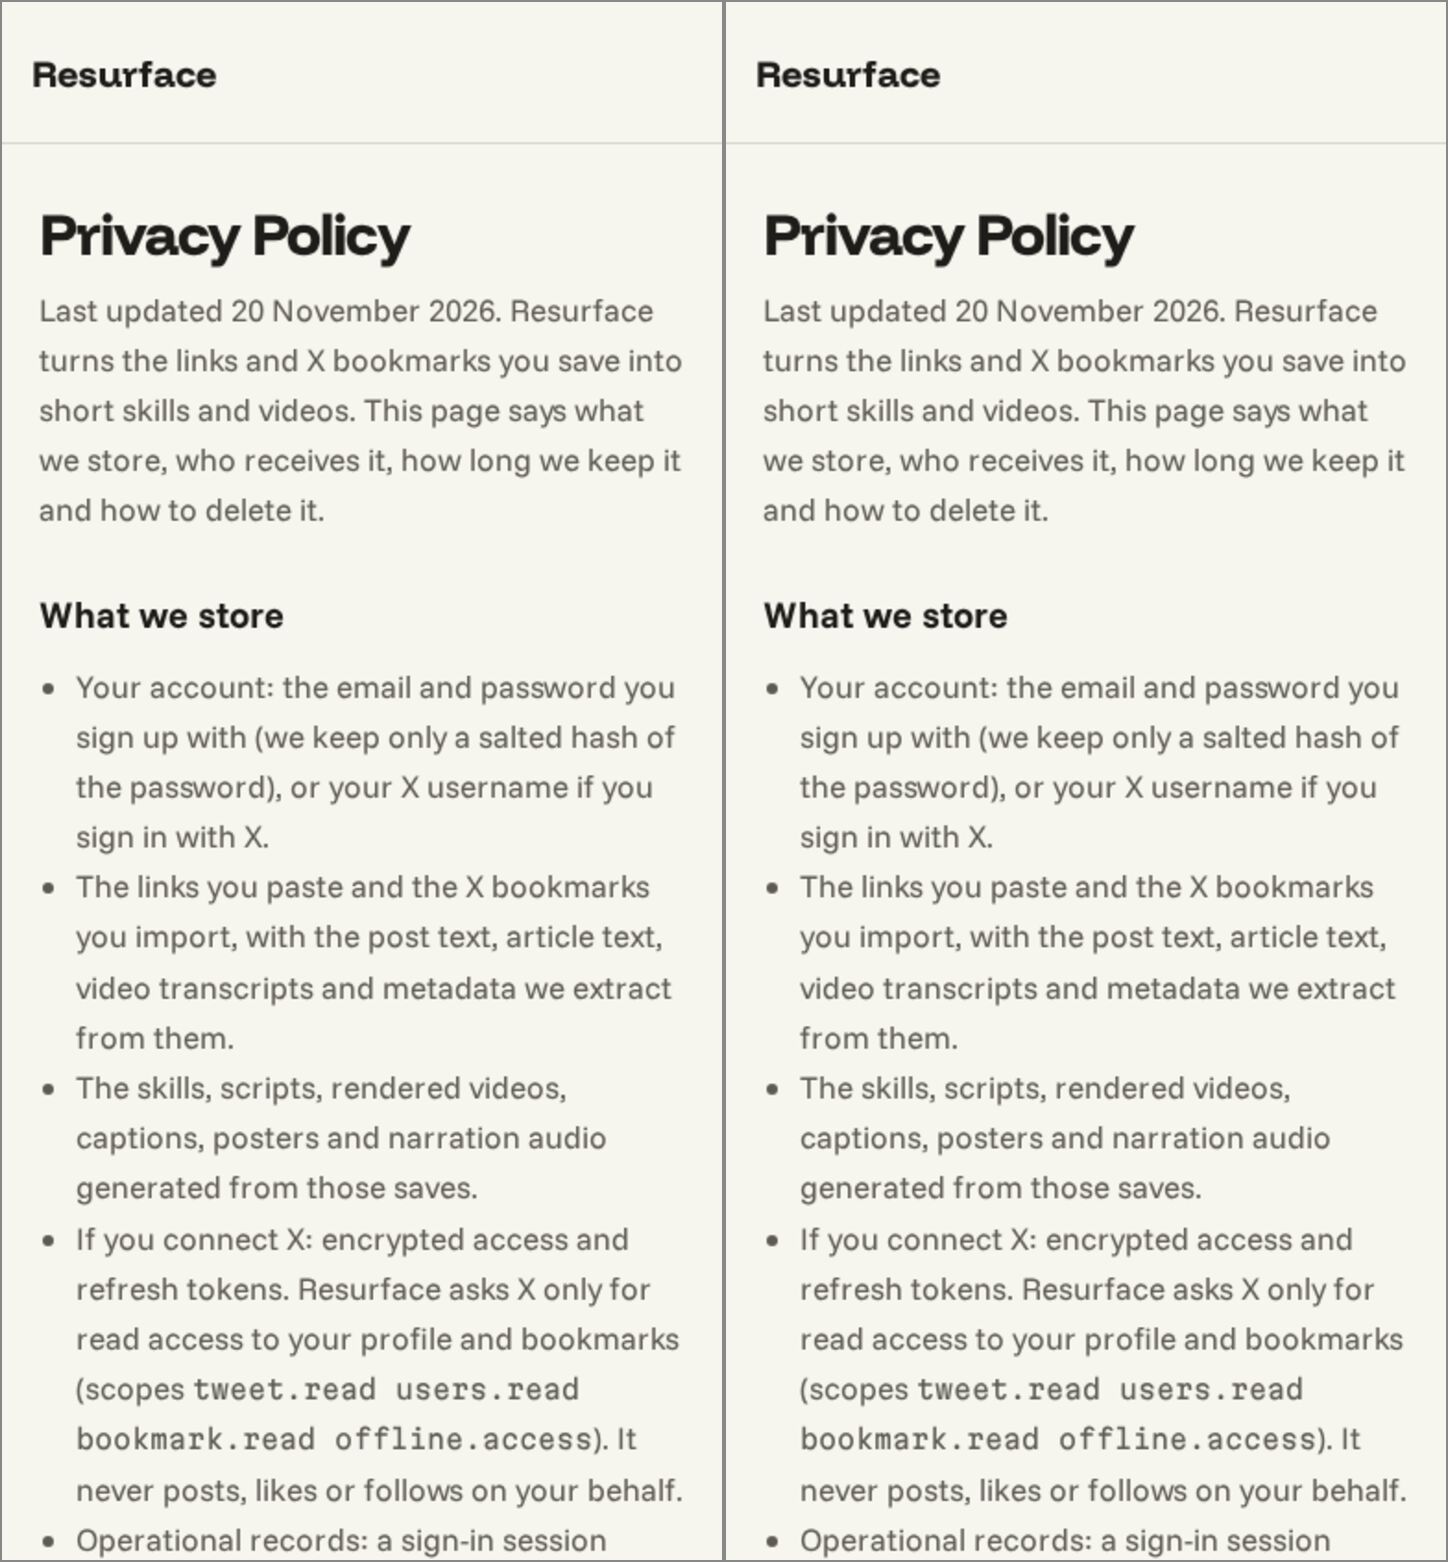 Resurface
Privacy Policy
Last updated 20 November 2026. Resurface
turns the links and X bookmarks you save into
short skills and videos. This page says what
we store, who receives it, how long we keep it
and how to delete it.
What we store
• Your account: the email and password you
sign up with (we keep only a salted hash of
the password), or your X username if you
sign in with X.
• The links you paste and the X bookmarks
you import, with the post text, article text,
video transcripts and metadata we extract
from them.
• The skills, scripts, rendered videos,
captions, posters and narration audio
generated from those saves.
• If you connect X: encrypted access and
refresh tokens. Resurface asks X only for
read access to your profile and bookmarks
(scopes tweet.read users.read
bookmark.read offline.access). It
never posts, likes or follows on your behalf.
• Operational records: a sign-in session
Resurface
Privacy Policy
Last updated 20 November 2026. Resurface
turns the links and X bookmarks you save into
short skills and videos. This page says what
we store, who receives it, how long we keep it
and how to delete it.
What we store
• Your account: the email and password you
sign up with (we keep only a salted hash of
the password), or your X username if you
sign in with X.
• The links you paste and the X bookmarks
you import, with the post text, article text,
video transcripts and metadata we extract
from them.
• The skills, scripts, rendered videos,
captions, posters and narration audio
generated from those saves.
• If you connect X: encrypted access and
refresh tokens. Resurface asks X only for
read access to your profile and bookmarks
(scopes tweet.read users.read
bookmark.read offline.access). It
never posts, likes or follows on your behalf.
• Operational records: a sign-in session